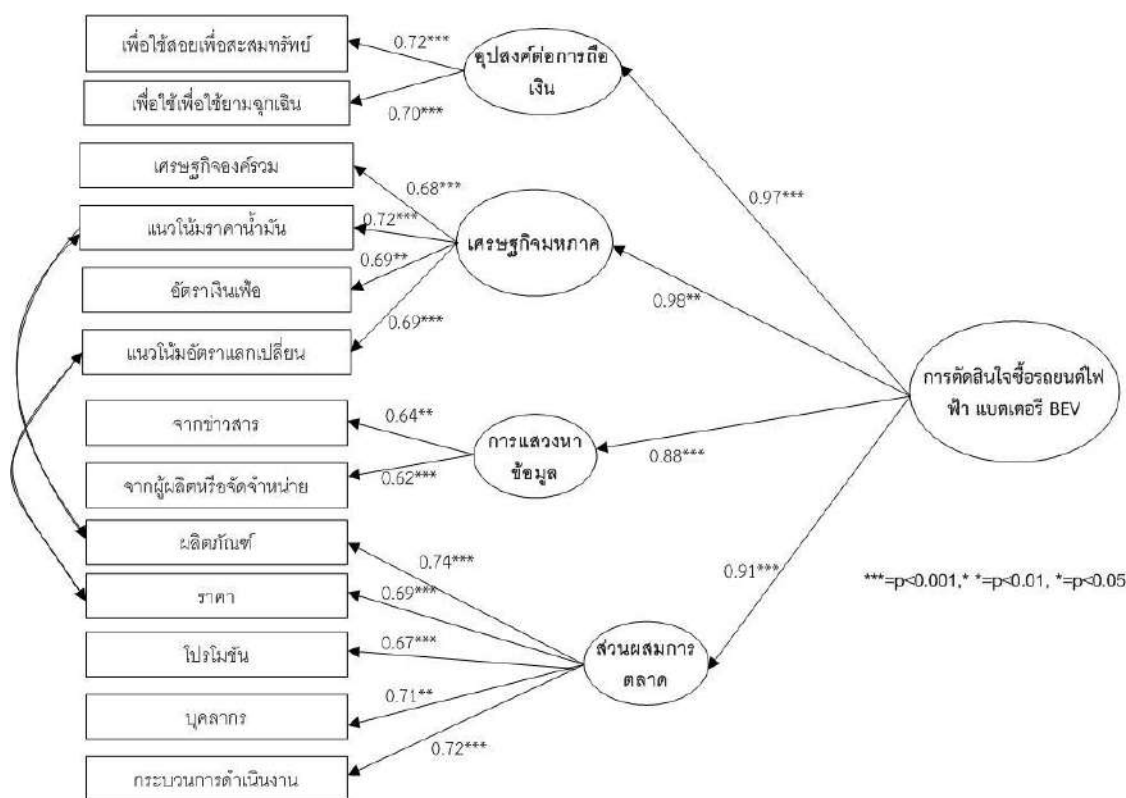 เพื่อใช้สอยเพื่อสะสมทรัพย์
0.72***
อุปสงค์ต่อการถือ
เงิน
เพื่อใช้เพื่อใช้ยามฉุกเฉิน
0.70***
เศรษฐกิจองค์รวม
0.68***
0.97***
แนวโน้มราคาน้ำมัน
0.72***
เศรษฐกิจมหภาค
อัตราเงินเฟ้อ
0.69**
0.98**
แนวโน้มอัตราแลกเปลี่ยน
0.69***
การตัดสินใจซื้อรถยนต์ไฟ
ฟ้า แบตเตอรี BEV
จากข่าวสาร
0.64**
การแสวงหา
ข้อมูล
0.88***
จากผู้ผลิตหรือจัดจำหน่าย
0.62***
ผลิตภัณฑ์
0.74***
0.91***
***=p<0.001,* *=p<0.01, *=p<0.05
ราคา
0.69***
โปรโมชัน
0.67***
ส่วนผสมการ
ตลาด
บุคลากร
0.71**
กระบวนการดำเนินงาน
0.72***